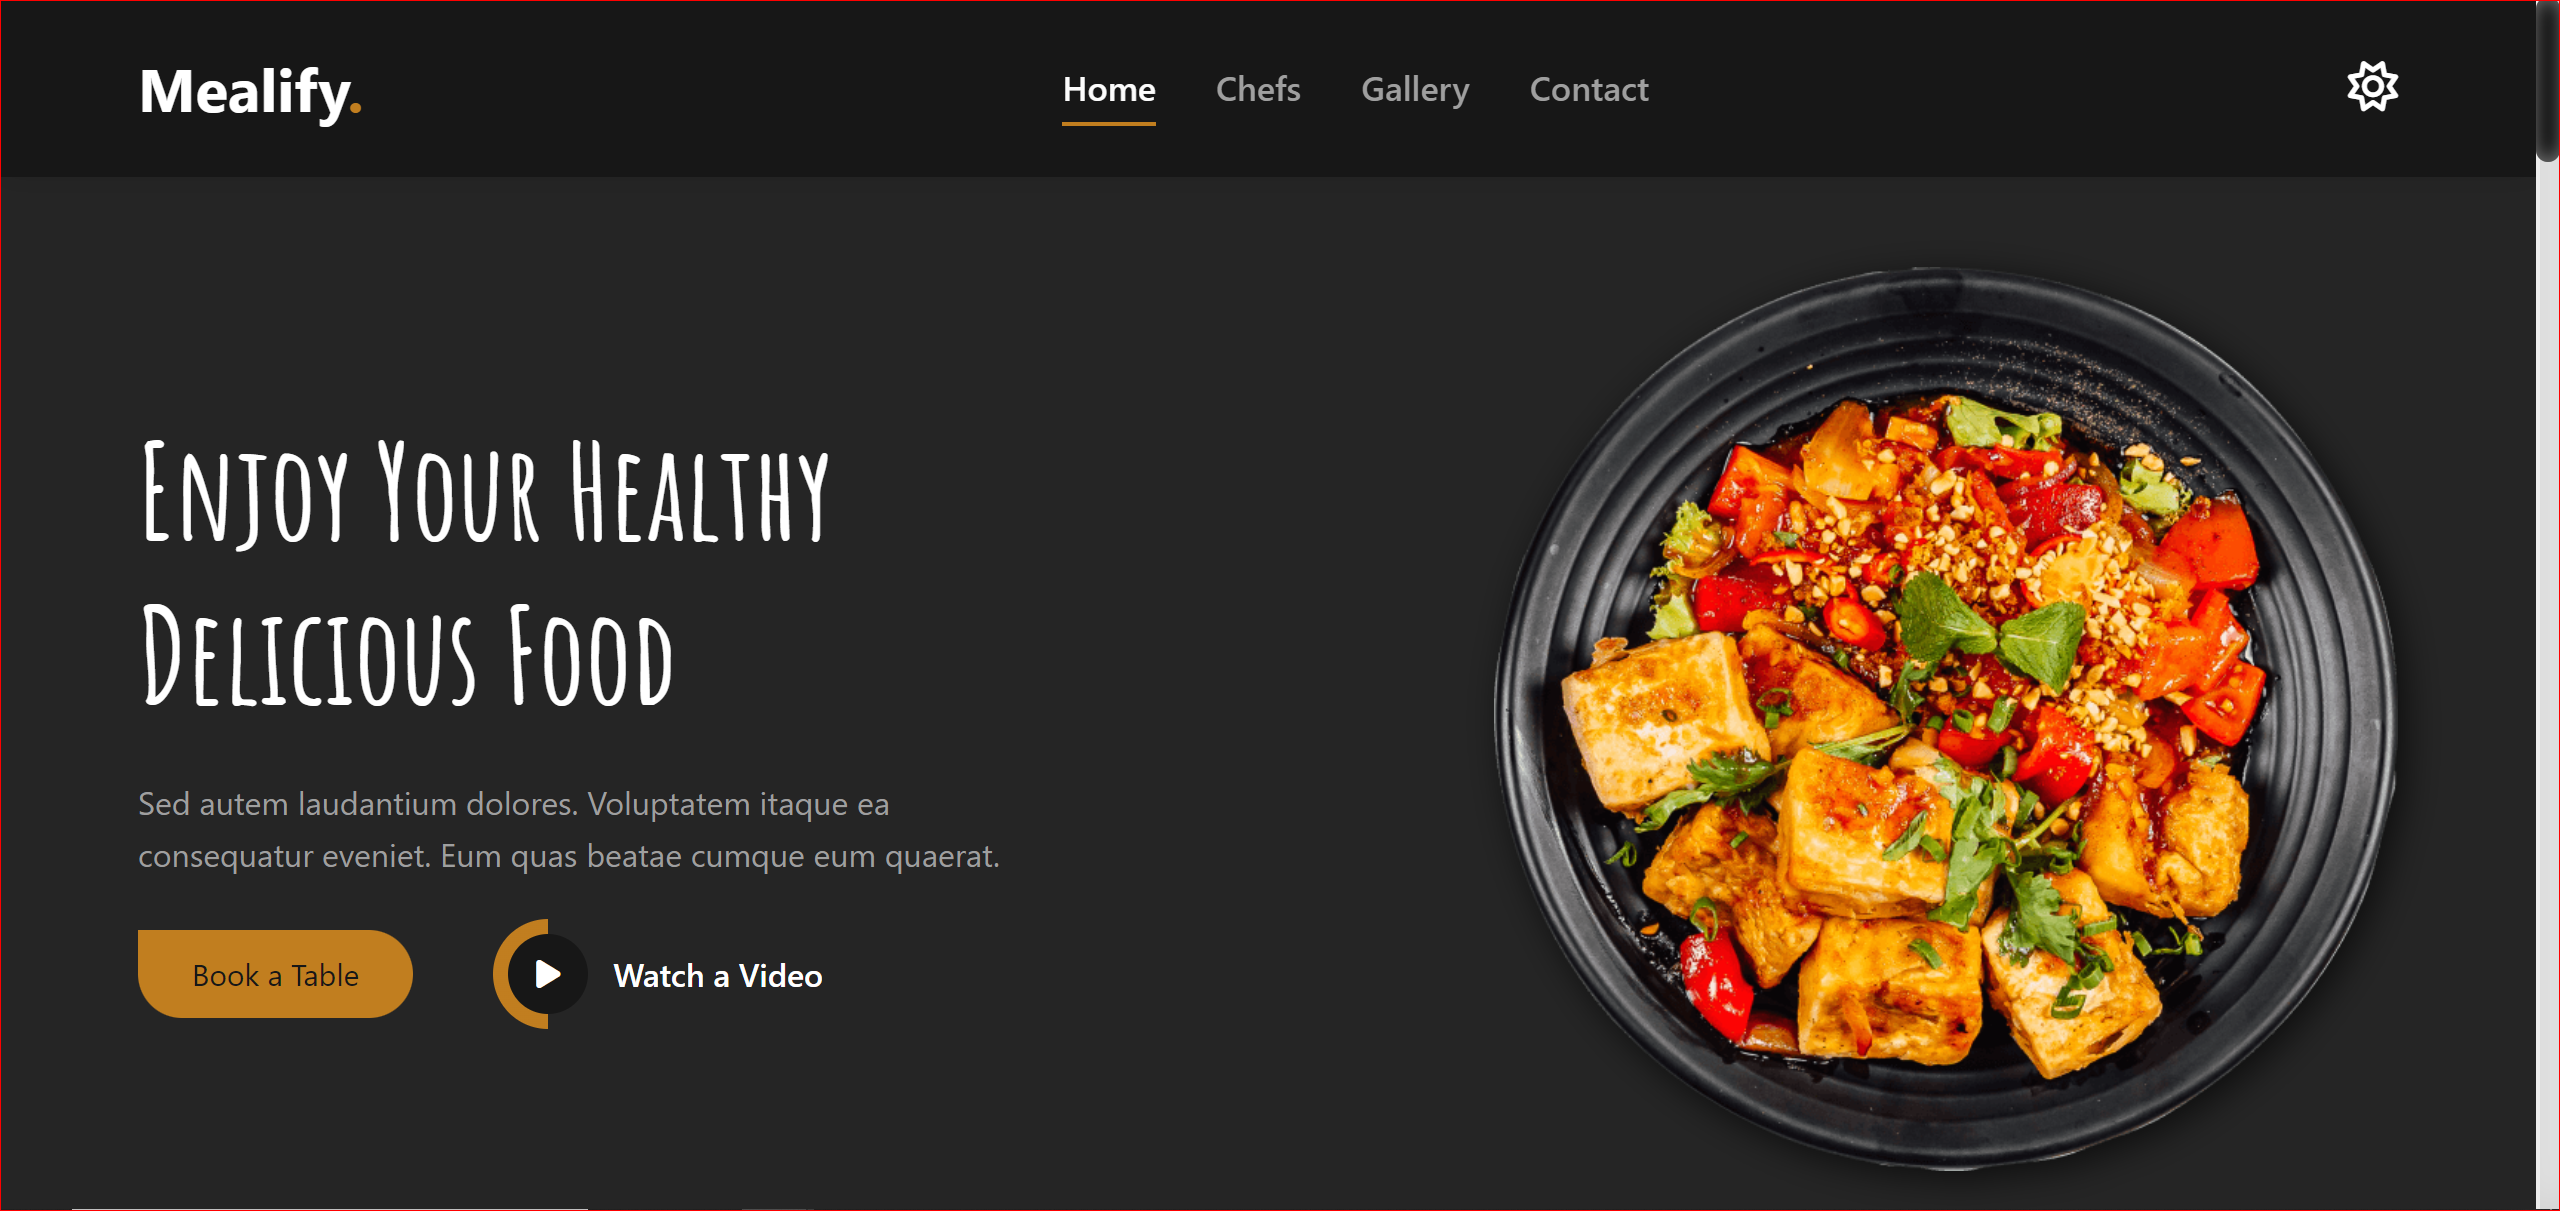 Mealify.
Home Chefs Gallery Contact
Enjoy Your Healthy
Delicious Food
Sed autem laudantium dolores. Voluptatem itaque ea
consequatur eveniet. Eum quas beatae cumque eum quaerat.
Book a Table
Watch a Video